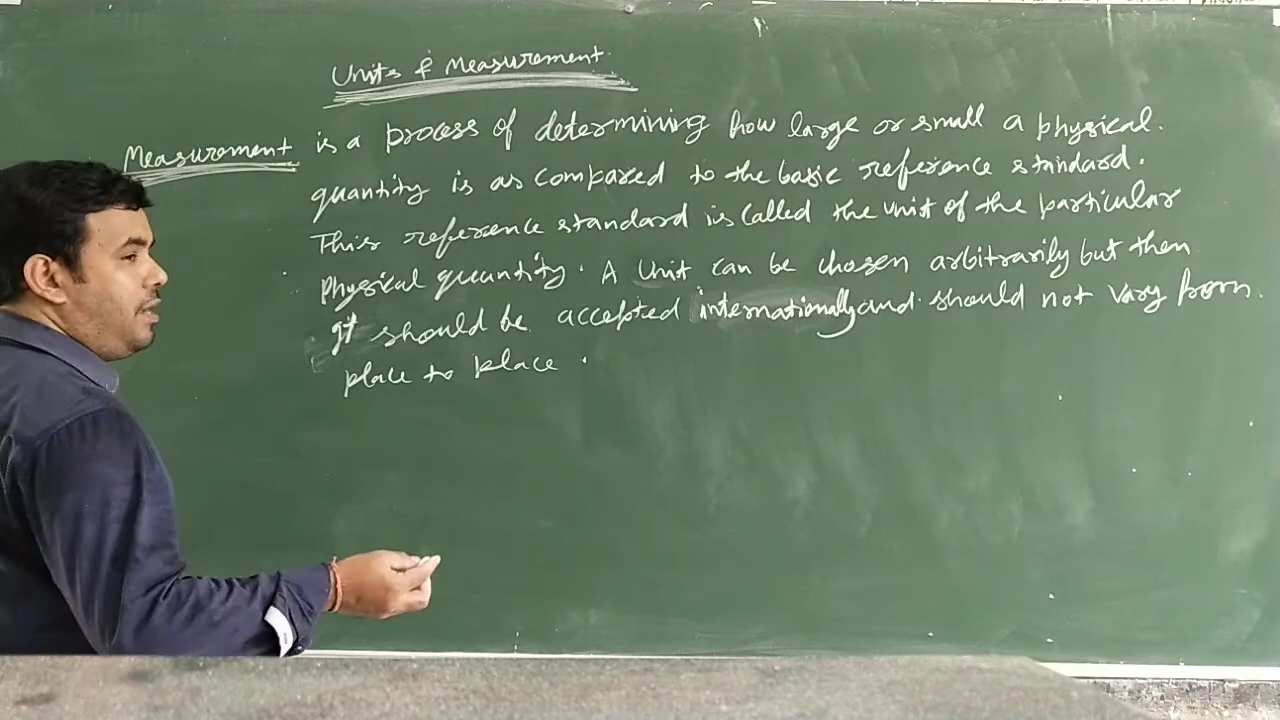 Units & Measurement.
Measurement is a process of determining how large or small a physical.
quantity is as compared to the basic reference standard.
This reference standard is called the unit of the particular
Physical quantity. A Unit can be chosen arbitrarily but then
It should be accepted internationally and should not vary from.
place to place.